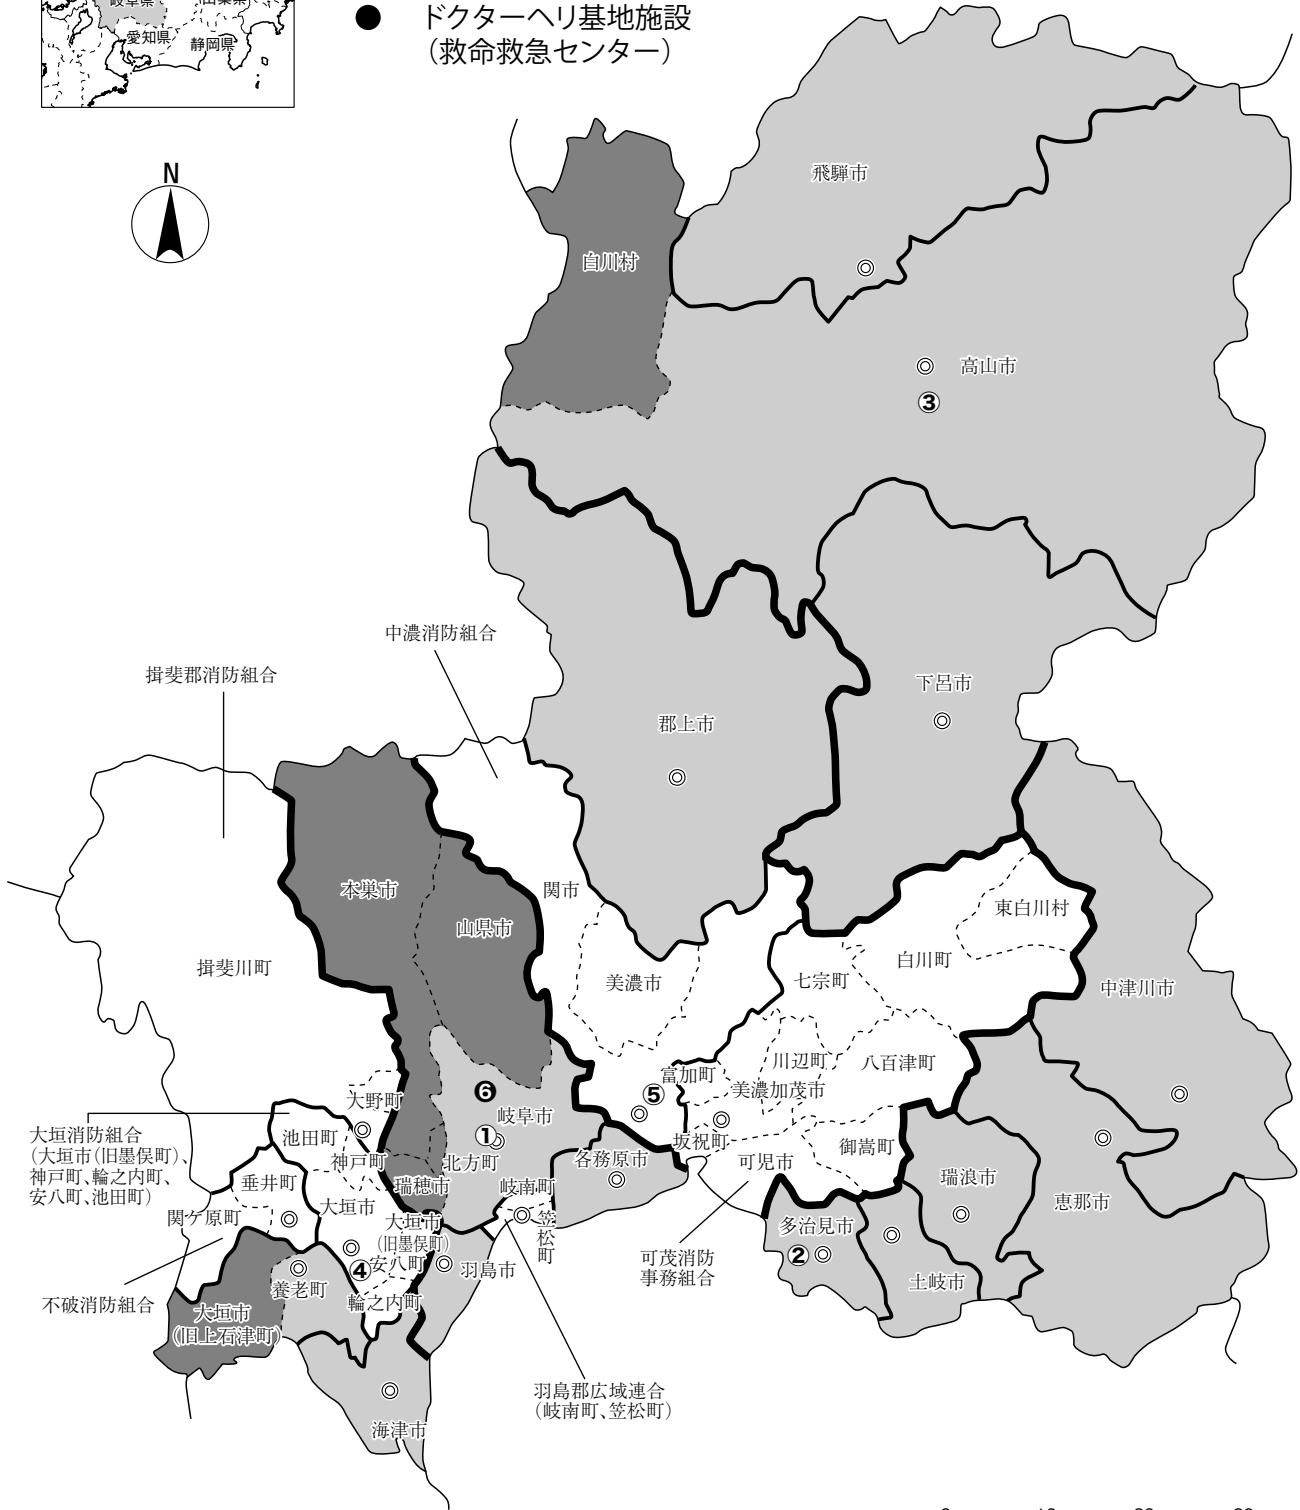 岐阜県
山梨県
愛知県
静岡県
● ドクターヘリ基地施設
（救命救急センター）
N
飛騨市
白川村
高山市
③
中濃消防組合
揖斐郡消防組合
下呂市
郡上市
本巣市
関市
山県市
東白川村
揖斐川町
美濃市
七宗町
白川町
中津川市
川辺町
八百津町
富加町
美濃加茂市
⑤
❻
大野町
岐阜市
①
大垣消防組合
（大垣市（旧墨俣町）、
神戸町、輪之内町、
安八町、池田町）
池田町
神戸町
北方町
各務原市
坂祝町
可児市
御嵩町
垂井町
瑞穂市
岐南町
瑞浪市
恵那市
関ケ原町
大垣市
大垣市
（旧墨俣町）
笠松町
多治見市
②
④
安八町
羽島市
可茂消防
事務組合
土岐市
不破消防組合
養老町
輪之内町
大垣市
（旧上石津町）
羽島郡広域連合
（岐南町、笠松町）
海津市